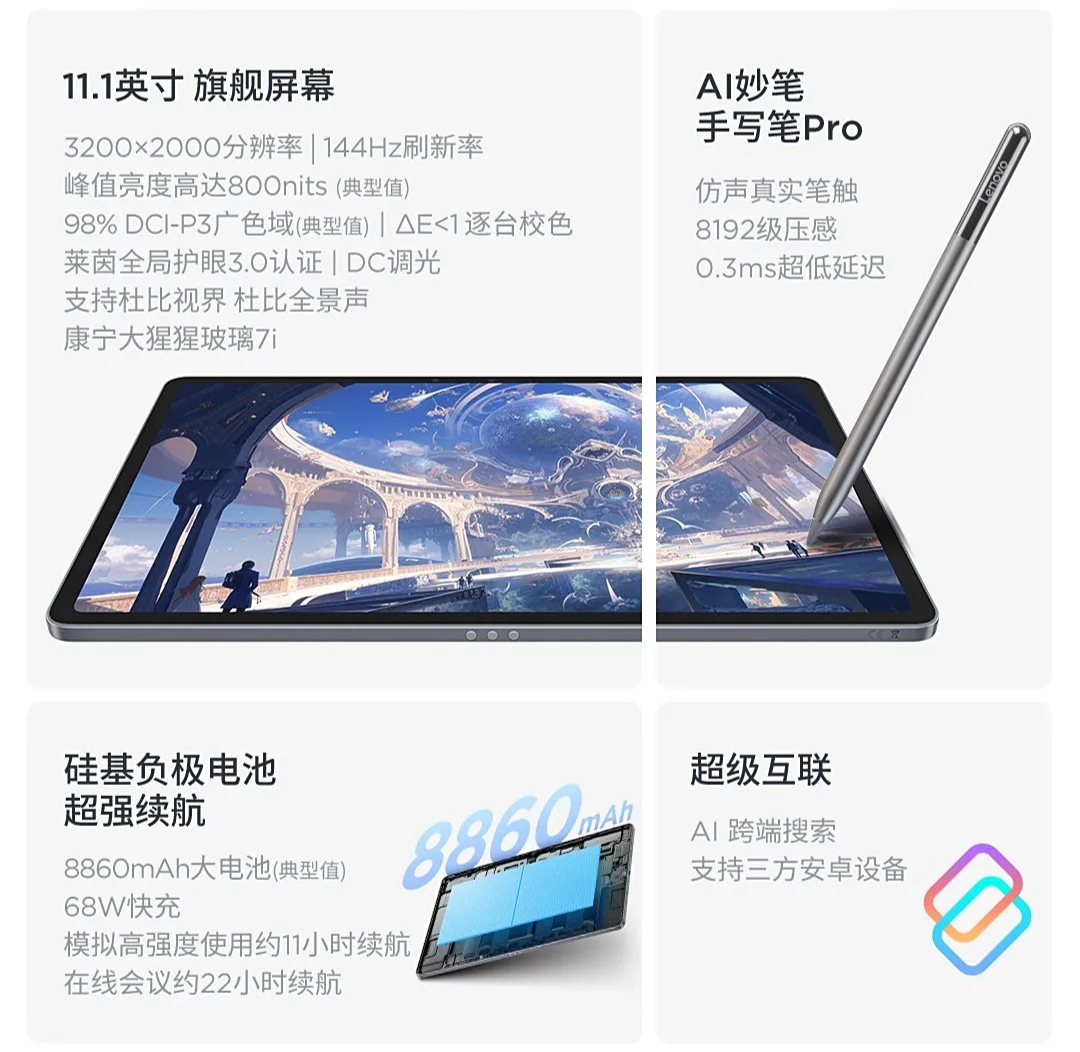 11.1英寸 旗舰屏幕
3200×2000分辨率 | 144Hz刷新率
峰值亮度高达800nits (典型值)
98% DCI-P3广色域(典型值) | ΔE<1 逐台校色
莱茵全局护眼3.0认证 | DC调光
支持杜比视界 杜比全景声
康宁大猩猩玻璃7i
AI妙笔
手写笔Pro
仿声真实笔触
8192级压感
0.3ms超低延迟
Lenovo
硅基负极电池
超强续航
8860mAh大电池(典型值)
68W快充
模拟高强度使用约11小时续航
在线会议约22小时续航
8860mAh
超级互联
AI 跨端搜索
支持三方安卓设备